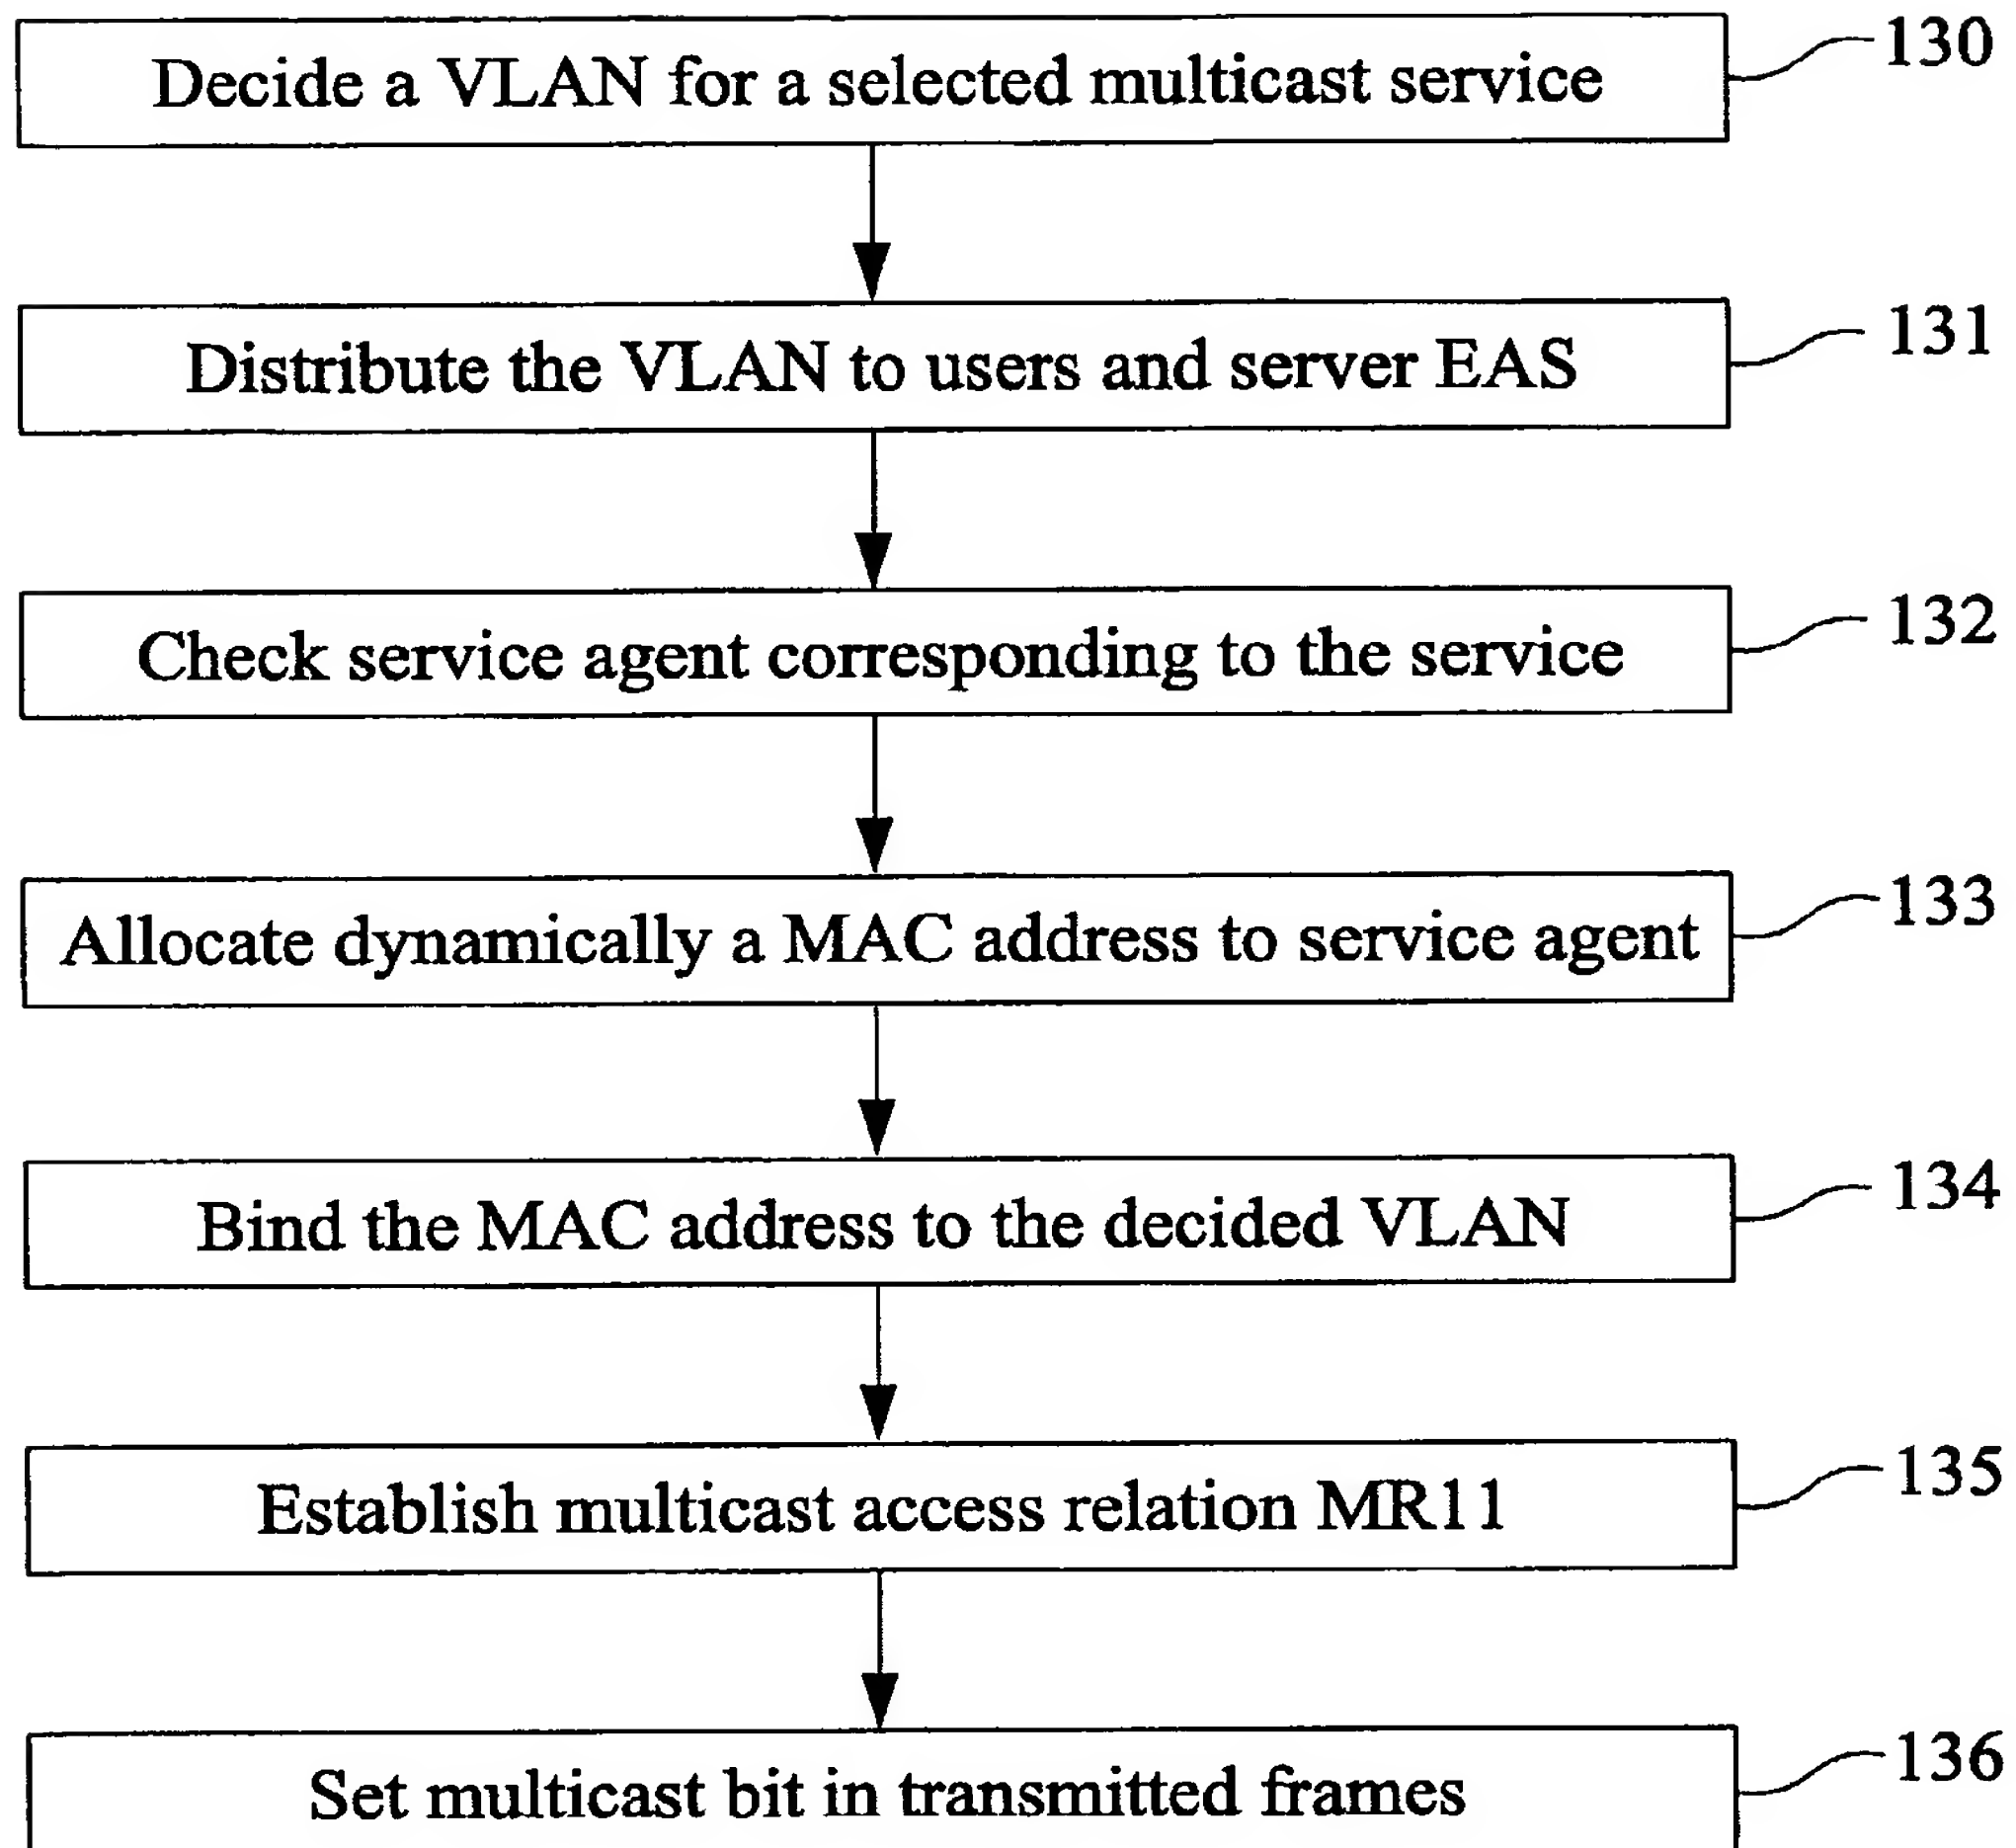 Decide a VLAN for a selected multicast service
130
Distribute the VLAN to users and server EAS
131
Check service agent corresponding to the service
132
Allocate dynamically a MAC address to service agent
133
Bind the MAC address to the decided VLAN
134
Establish multicast access relation MR11
135
Set multicast bit in transmitted frames
136